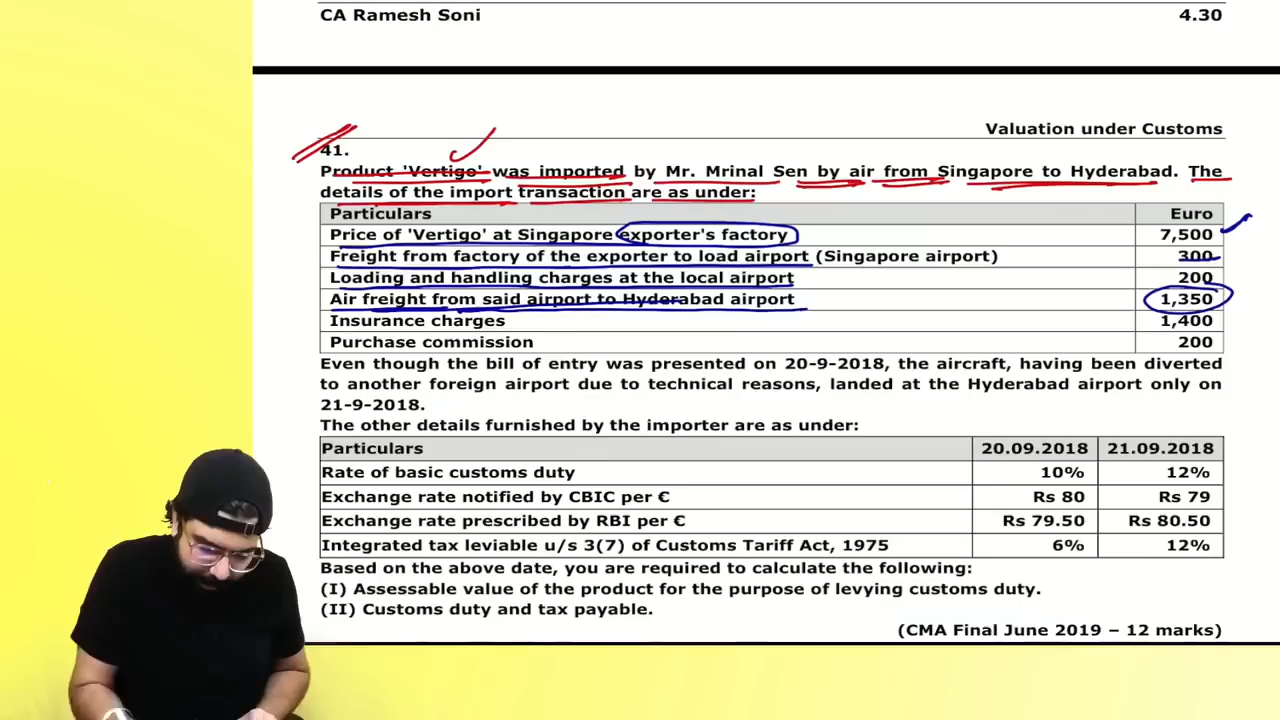 CA Ramesh Soni 4.30
Valuation under Customs
41.
Product 'Vertigo' was imported by Mr. Mrinal Sen by air from Singapore to Hyderabad. The
details of the import transaction are as under:
Particulars Euro
Price of 'Vertigo' at Singapore exporter's factory 7,500
Freight from factory of the exporter to load airport (Singapore airport) 300
Loading and handling charges at the local airport 200
Air freight from said airport to Hyderabad airport 1,350
Insurance charges 1,400
Purchase commission 200
Even though the bill of entry was presented on 20-9-2018, the aircraft, having been diverted
to another foreign airport due to technical reasons, landed at the Hyderabad airport only on
21-9-2018.
The other details furnished by the importer are as under:
Particulars 20.09.2018 21.09.2018
Rate of basic customs duty 10% 12%
Exchange rate notified by CBIC per € Rs 80 Rs 79
Exchange rate prescribed by RBI per € Rs 79.50 Rs 80.50
Integrated tax leviable u/s 3(7) of Customs Tariff Act, 1975 6% 12%
Based on the above date, you are required to calculate the following:
(I) Assessable value of the product for the purpose of levying customs duty.
(II) Customs duty and tax payable.
(CMA Final June 2019 – 12 marks)